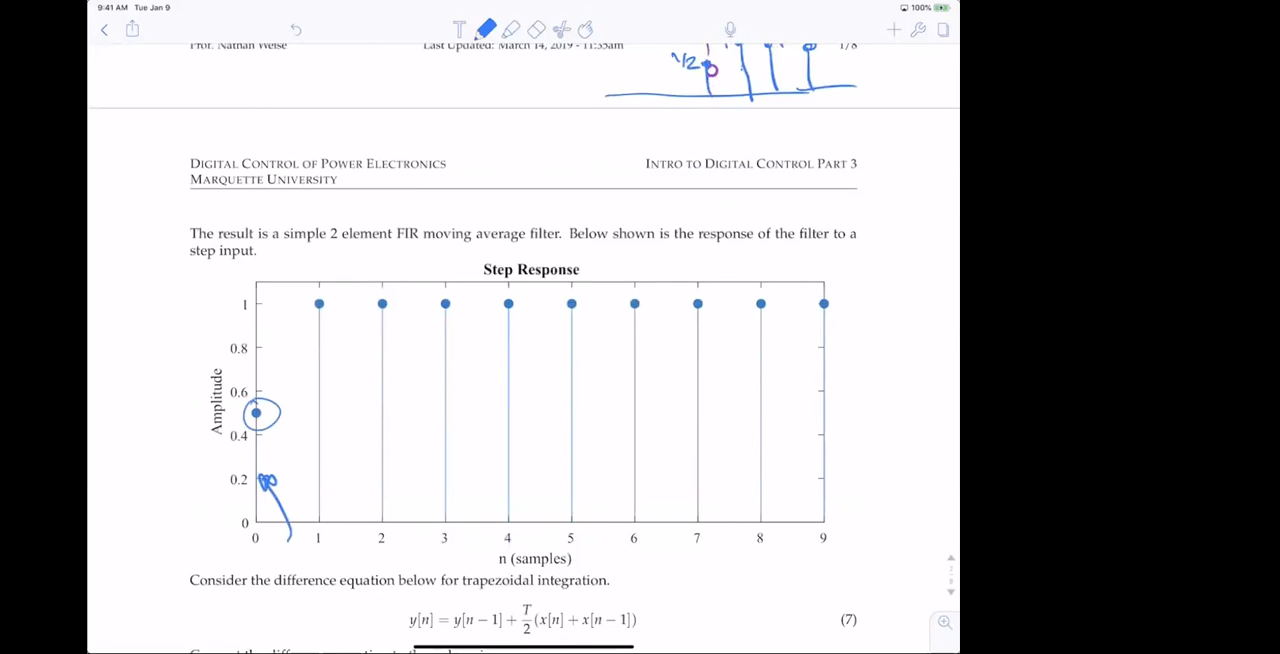 9:41 AM Tue Jan 9
100%
Prof. Nathan Weise
Last Updated: March 14, 2019 - 11:35am
1/8
1/2
DIGITAL CONTROL OF POWER ELECTRONICS
INTRO TO DIGITAL CONTROL PART 3
MARQUETTE UNIVERSITY
The result is a simple 2 element FIR moving average filter. Below shown is the response of the filter to a
step input.
Step Response
1
0.8
0.6
0.4
0.2
0
Amplitude
0 1 2 3 4 5 6 7 8 9
n (samples)
Consider the difference equation below for trapezoidal integration.
y[n] = y[n − 1] + T/2 (x[n] + x[n − 1]) (7)